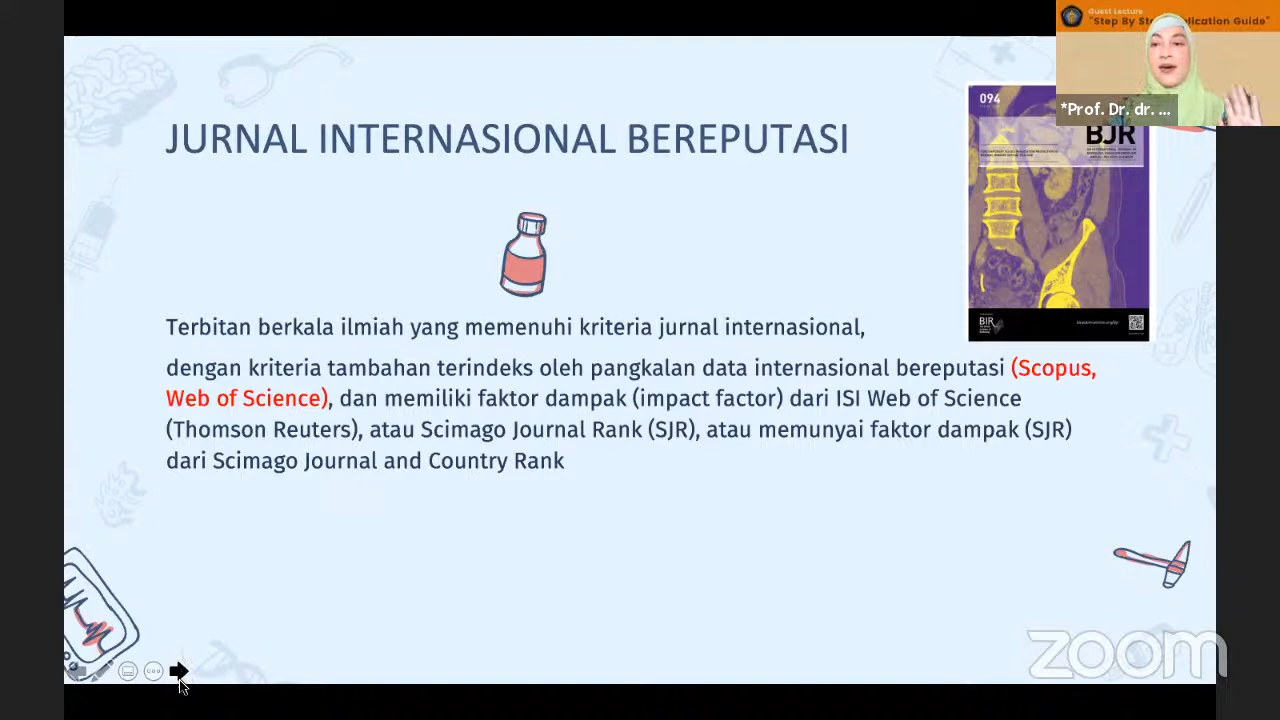 Guest Lecture
"Step By St lication Guide"
*Prof. Dr. dr. ...
094
BJR
JURNAL INTERNASIONAL BEREPUTASI
Terbitan berkala ilmiah yang memenuhi kriteria jurnal internasional,
dengan kriteria tambahan terindeks oleh pangkalan data internasional bereputasi (Scopus,
Web of Science), dan memiliki faktor dampak (impact factor) dari ISI Web of Science
(Thomson Reuters), atau Scimago Journal Rank (SJR), atau memunyai faktor dampak (SJR)
dari Scimago Journal and Country Rank
BIR
zoom